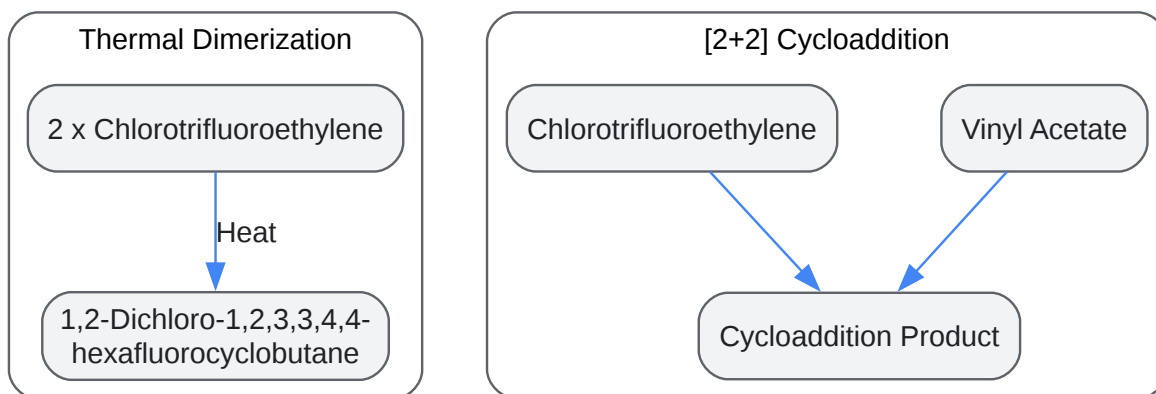 Thermal Dimerization
2 x Chlorotrifluoroethylene
Heat
1,2-Dichloro-1,2,3,3,4,4-
hexafluorocyclobutane
[2+2] Cycloaddition
Chlorotrifluoroethylene
Vinyl Acetate
Cycloaddition Product